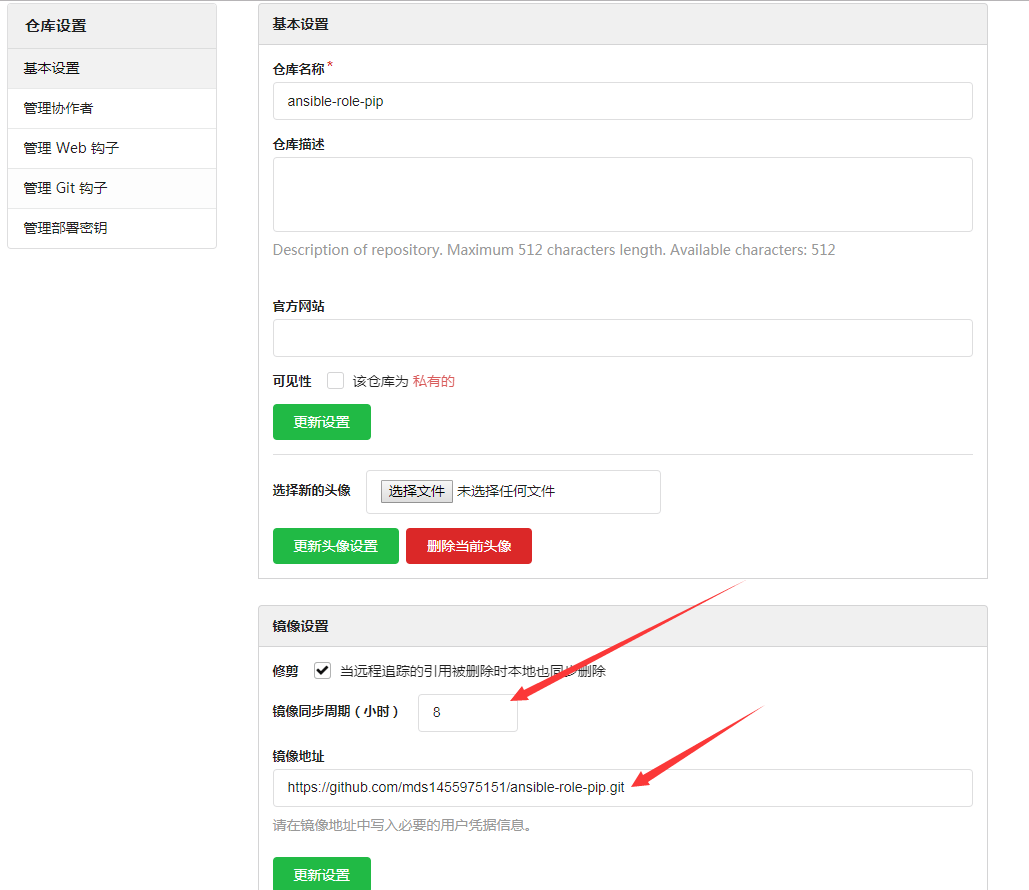 仓库设置
基本设置
管理协作者
管理 Web 钩子
管理 Git 钩子
管理部署密钥
基本设置
仓库名称*
ansible-role-pip
仓库描述
Description of repository. Maximum 512 characters length. Available characters: 512
官方网站
可见性 该仓库为 私有的
更新设置
选择新的头像 选择文件 未选择任何文件
更新头像设置 删除当前头像
镜像设置
修剪 当远程追踪的引用被删除时本地也同步删除
镜像同步周期（小时） 8
镜像地址
https://github.com/mds1455975151/ansible-role-pip.git
请在镜像地址中写入必要的用户凭据信息。
更新设置